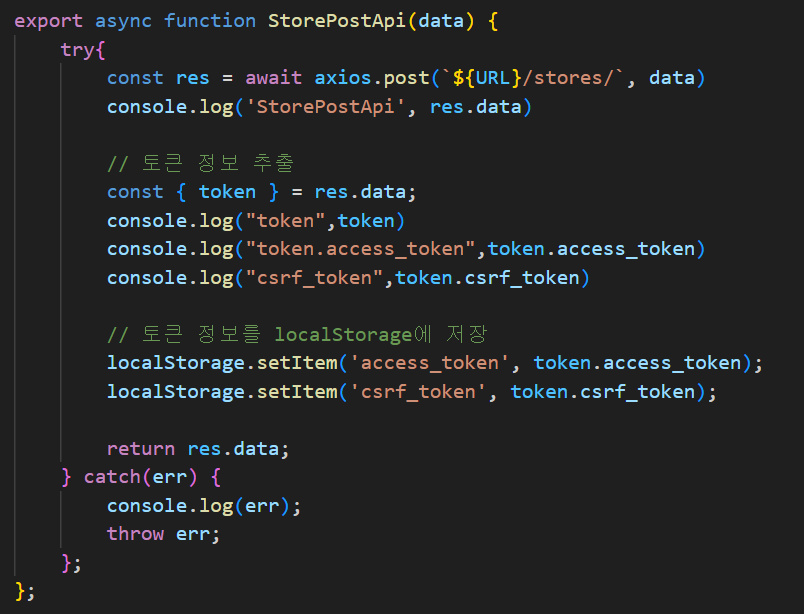 export async function StorePostApi(data) {
    try{
        const res = await axios.post(`${URL}/stores/`, data)
        console.log('StorePostApi', res.data)

        // 토큰 정보 추출
        const { token } = res.data;
        console.log("token",token)
        console.log("token.access_token",token.access_token)
        console.log("csrf_token",token.csrf_token)

        // 토큰 정보를 localStorage에 저장
        localStorage.setItem('access_token', token.access_token);
        localStorage.setItem('csrf_token', token.csrf_token);

        return res.data;
    } catch(err) {
        console.log(err);
        throw err;
    };
};